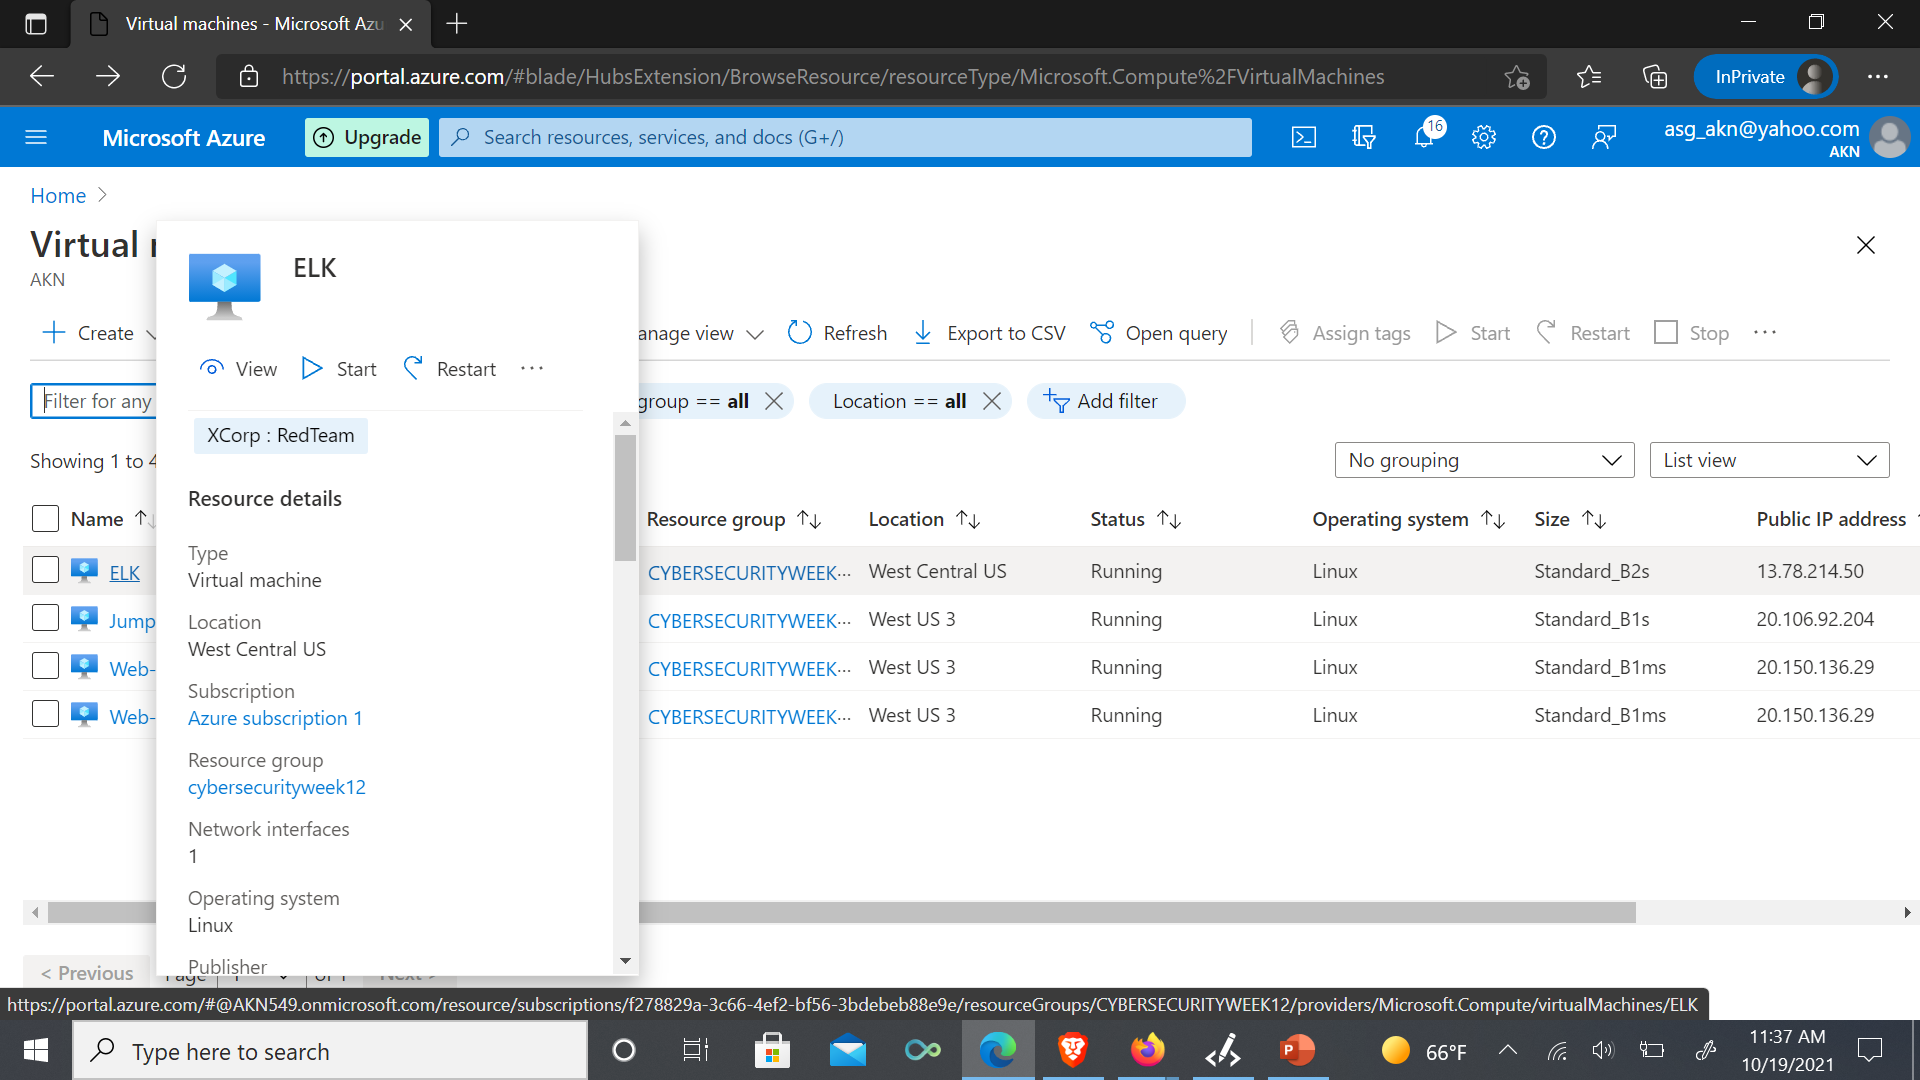 Virtual machines - Microsoft Azu
https://portal.azure.com/#blade/HubsExtension/BrowseResource/resourceType/Microsoft.Compute%2FVirtualMachines
InPrivate
Microsoft Azure
Upgrade
Search resources, services, and docs (G+/)
16
asg_akn@yahoo.com
AKN
Home
Virtual
AKN
Create
anage view
Refresh
Export to CSV
Open query
Assign tags
Start
Restart
Stop
Filter for any
group == all
Location == all
Add filter
Showing 1 to 4
No grouping
List view
Name
Resource group
Location
Status
Operating system
Size
Public IP address
ELK
CYBERSECURITYWEEK...
West Central US
Running
Linux
Standard_B2s
13.78.214.50
Jump
CYBERSECURITYWEEK...
West US 3
Running
Linux
Standard_B1s
20.106.92.204
Web-
CYBERSECURITYWEEK...
West US 3
Running
Linux
Standard_B1ms
20.150.136.29
Web-
CYBERSECURITYWEEK...
West US 3
Running
Linux
Standard_B1ms
20.150.136.29
ELK
View
Start
Restart
XCorp : RedTeam
Resource details
Type
Virtual machine
Location
West Central US
Subscription
Azure subscription 1
Resource group
cybersecurityweek12
Network interfaces
1
Operating system
Linux
Publisher
< Previous
Page
1
of 1
Next >
https://portal.azure.com/#@AKN549.onmicrosoft.com/resource/subscriptions/f278829a-3c66-4ef2-bf56-3bdebeb88e9e/resourceGroups/CYBERSECURITYWEEK12/providers/Microsoft.Compute/virtualMachines/ELK
Type here to search
66°F
11:37 AM
10/19/2021